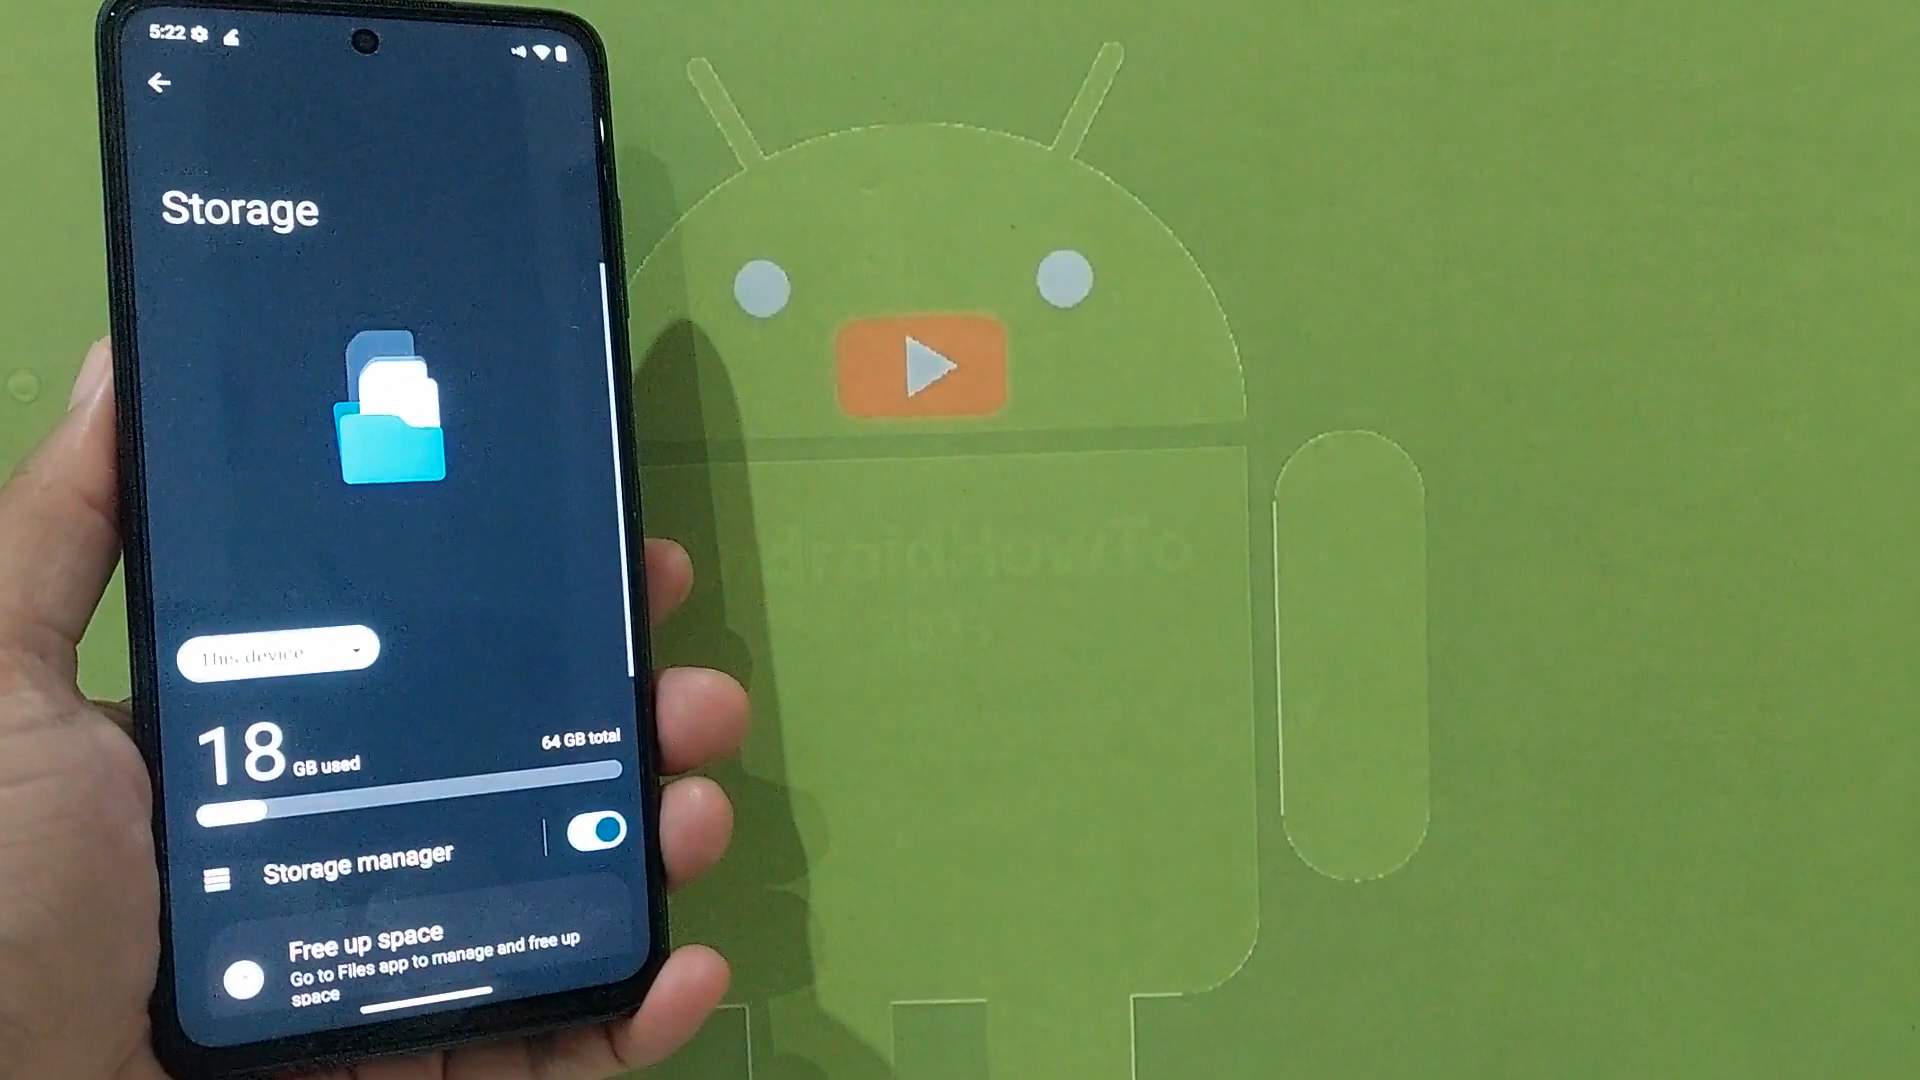 5:22
Storage
This device
18 GB used
64 GB total
Storage manager
Free up space
Go to Files app to manage and free up
space
droidHowTo